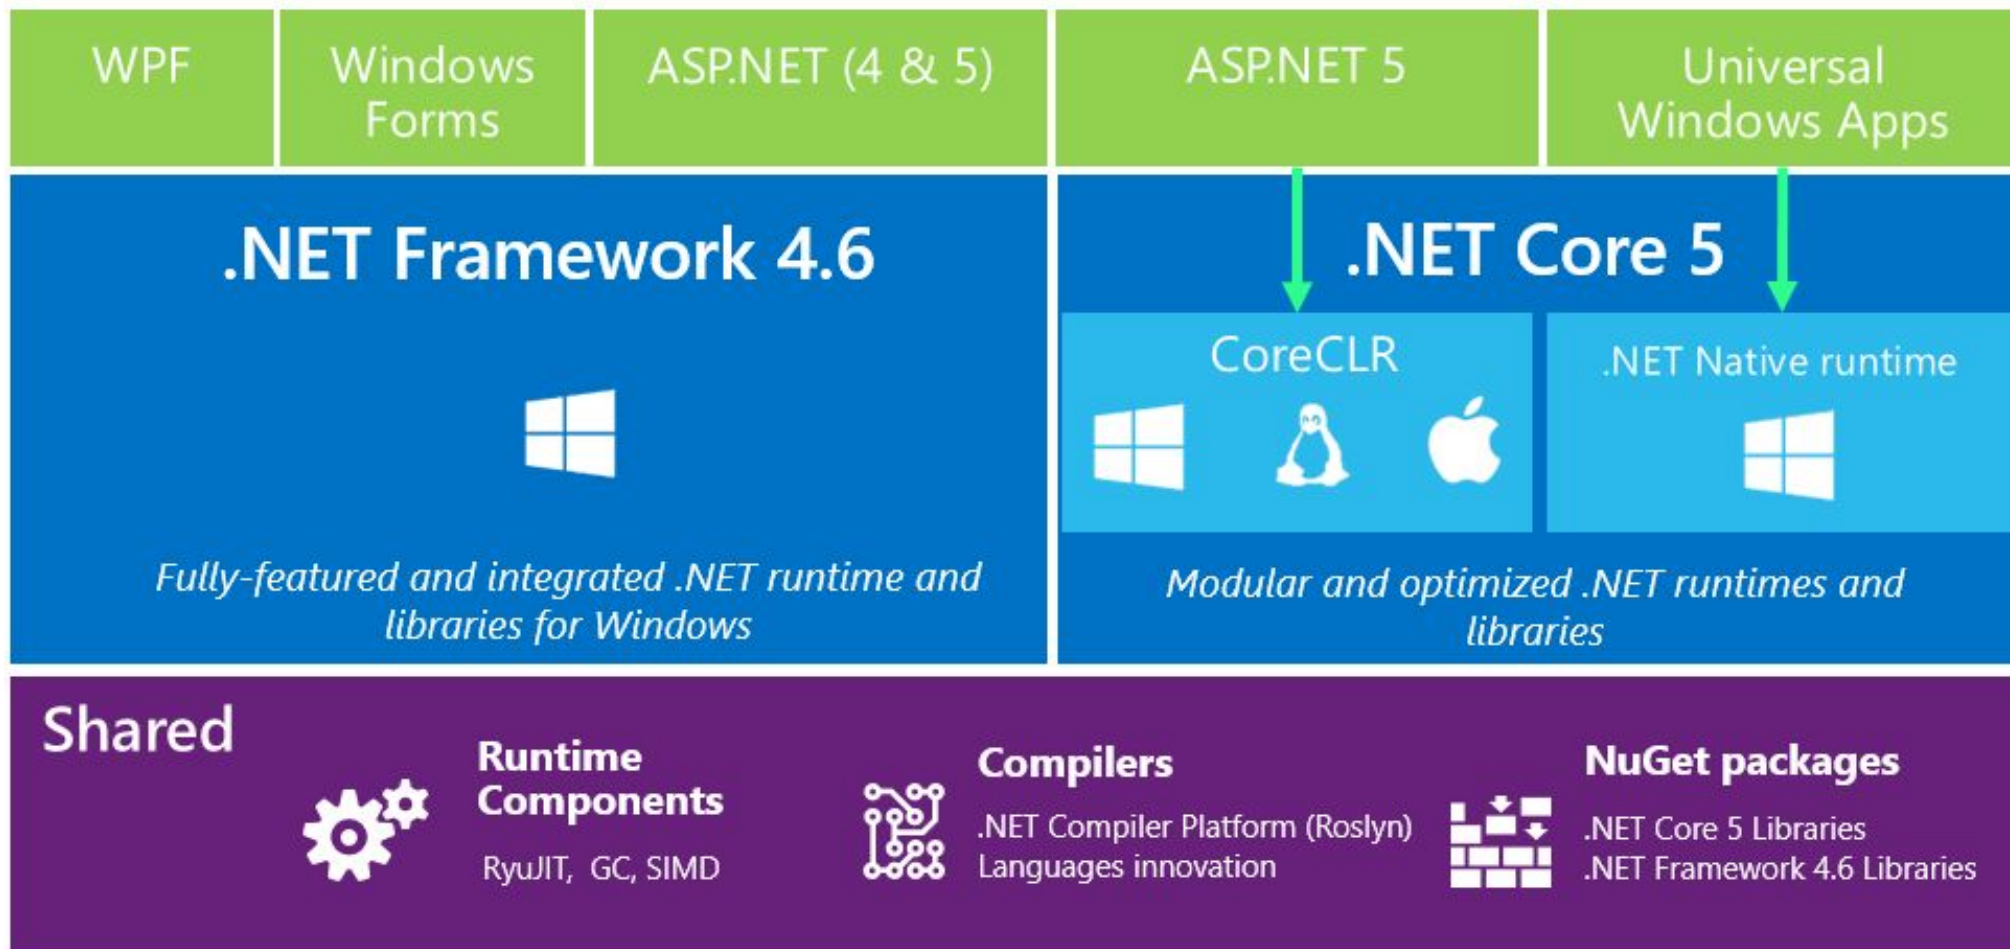 WPF
Windows
Forms
ASP.NET (4 & 5)
ASP.NET 5
Universal
Windows Apps
.NET Framework 4.6
Fully-featured and integrated .NET runtime and
libraries for Windows
.NET Core 5
CoreCLR
.NET Native runtime
Modular and optimized .NET runtimes and
libraries
Shared
Runtime
Components
RyuJIT, GC, SIMD
Compilers
.NET Compiler Platform (Roslyn)
Languages innovation
NuGet packages
.NET Core 5 Libraries
.NET Framework 4.6 Libraries